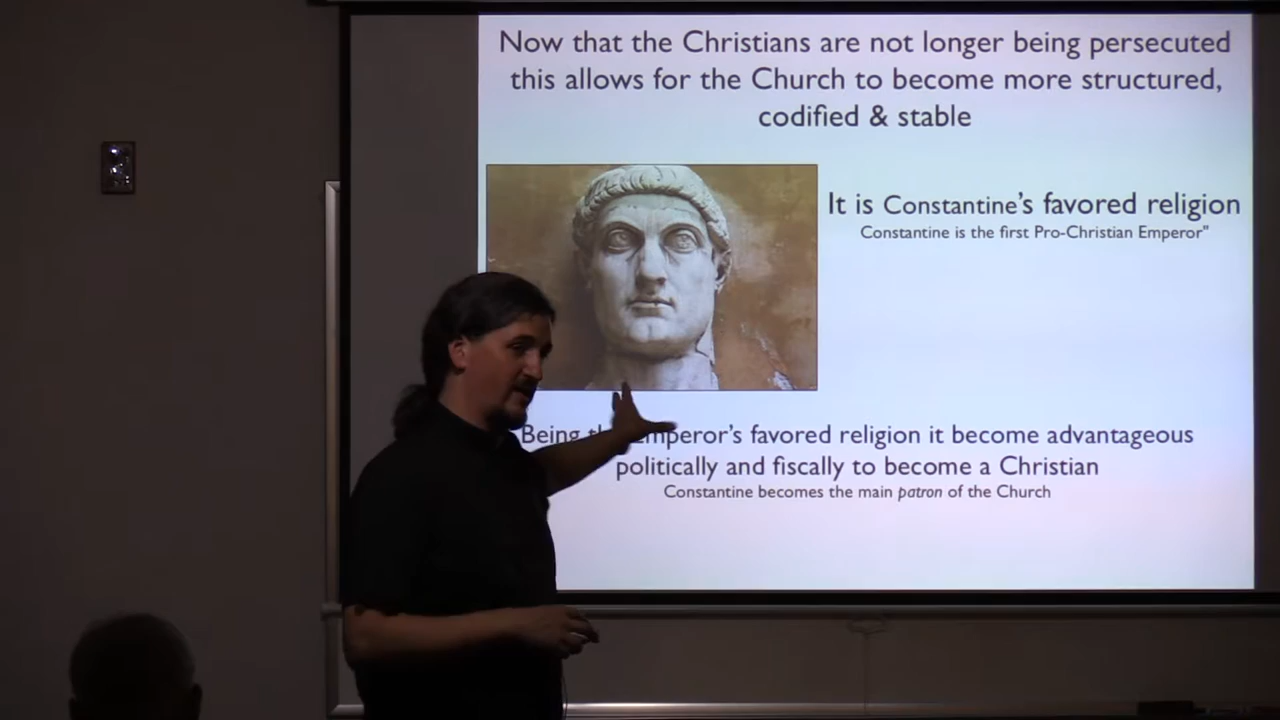 Now that the Christians are not longer being persecuted
this allows for the Church to become more structured,
codified & stable
It is Constantine's favored religion
Constantine is the first Pro-Christian Emperor"
Being emperor's favored religion it become advantageous
politically and fiscally to become a Christian
Constantine becomes the main patron of the Church